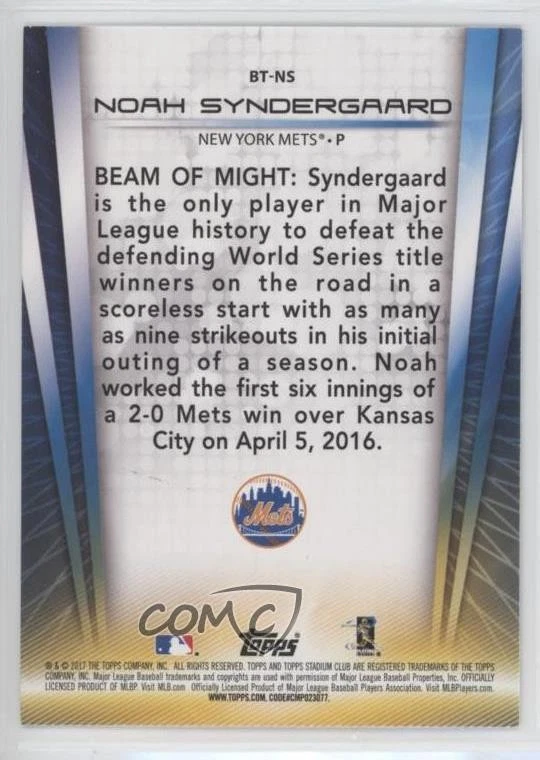 BT-NS
NOAH SYNDERGAARD
NEW YORK METS® • P
BEAM OF MIGHT: Syndergaard
is the only player in Major
League history to defeat the
defending World Series title
winners on the road in a
scoreless start with as many
as nine strikeouts in his initial
outing of a season. Noah
worked the first six innings of
a 2-0 Mets win over Kansas
City on April 5, 2016.
Mets
COMC
TOPPS
® & © 2017 THE TOPPS COMPANY, INC. ALL RIGHTS RESERVED. TOPPS AND TOPPS STADIUM CLUB ARE REGISTERED TRADEMARKS OF THE TOPPS
COMPANY, INC. Major League Baseball trademarks and copyrights are used with permission of Major League Baseball Properties, Inc. OFFICIALLY
LICENSED PRODUCT OF MLBP. Visit MLB.com Officially Licensed Product of Major League Baseball Players Association. Visit MLBPlayers.com.
WWW.TOPPS.COM. CODE#CMP023077.